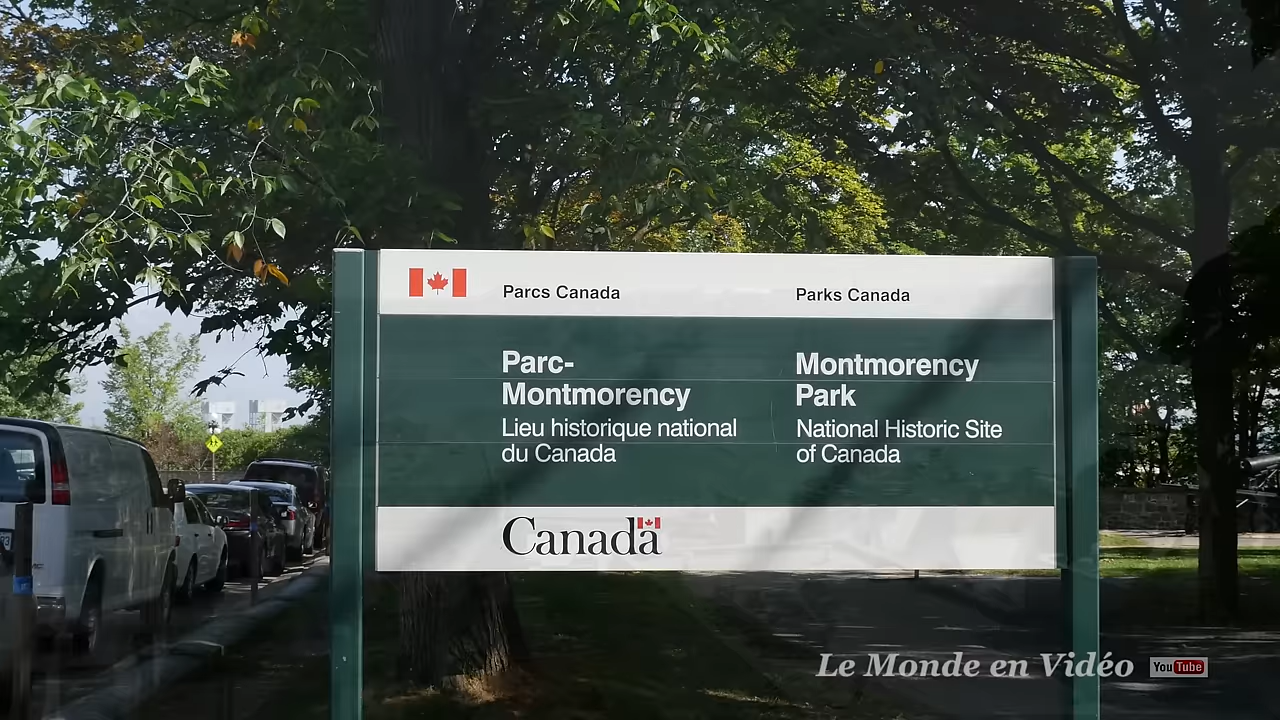 Parcs Canada
Parks Canada
Parc-
Montmorency
Lieu historique national
du Canada
Montmorency
Park
National Historic Site
of Canada
Canada
Le Monde en Vidéo
YouTube